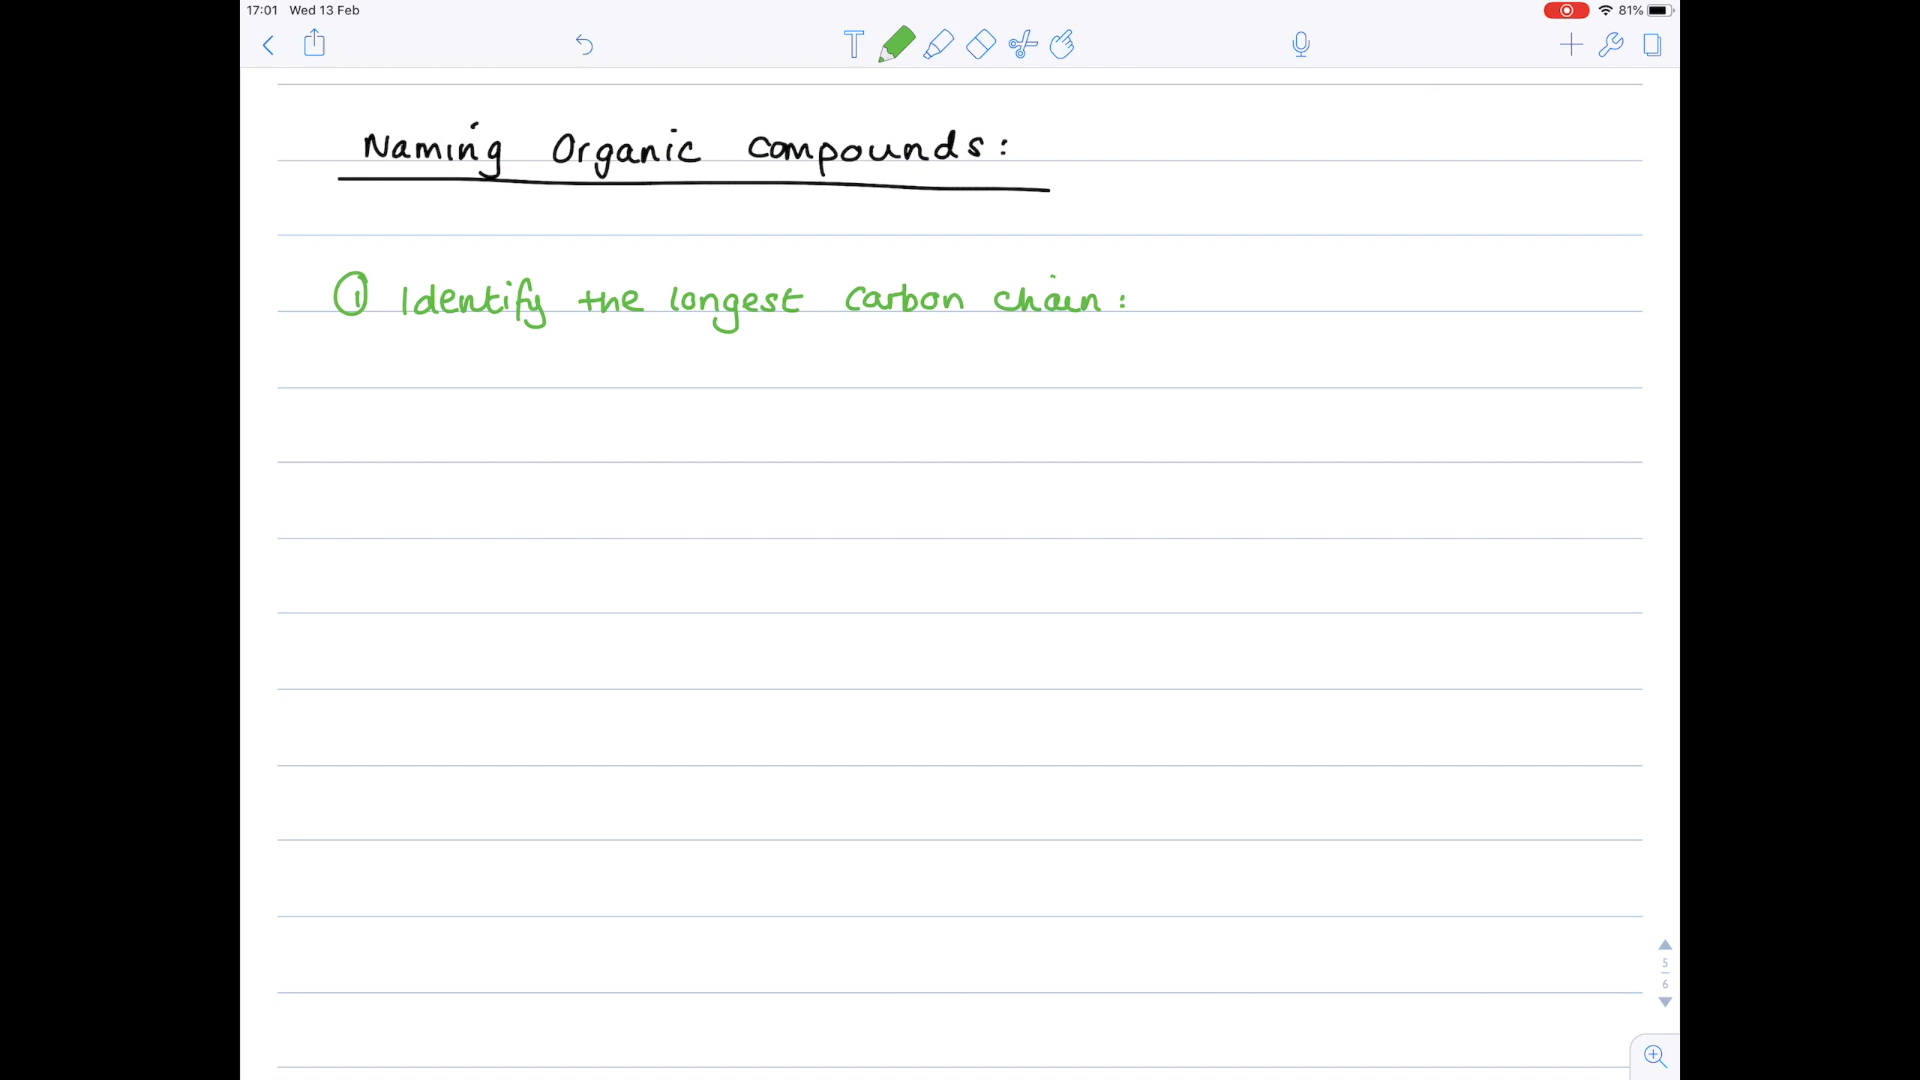 17:01 Wed 13 Feb
81%
T
Naming Organic Compounds:
① Identify the longest carbon chain:
5
6